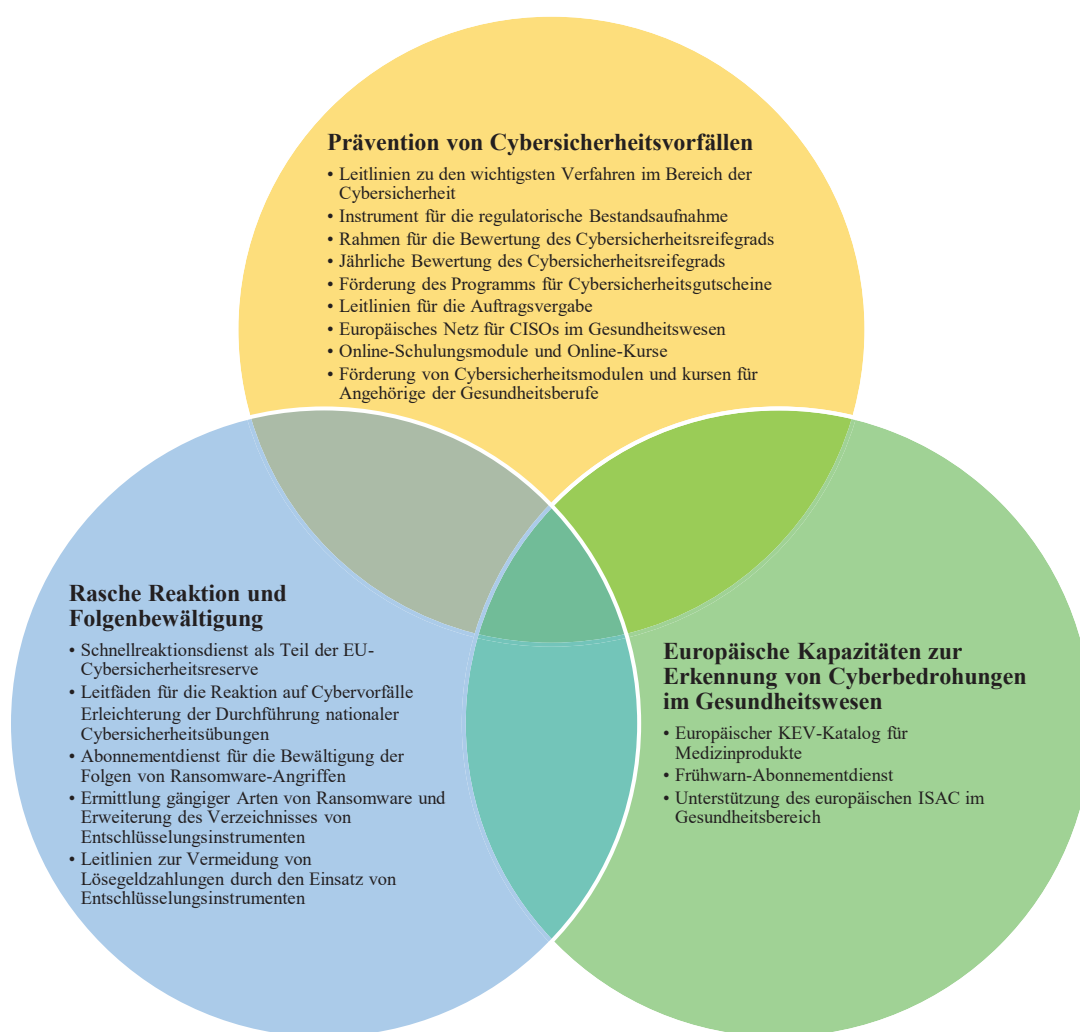 Prävention von Cybersicherheitsvorfällen
• Leitlinien zu den wichtigsten Verfahren im Bereich der
Cybersicherheit
• Instrument für die regulatorische Bestandsaufnahme
• Rahmen für die Bewertung des Cybersicherheitsreifegrads
• Jährliche Bewertung des Cybersicherheitsreifegrads
• Förderung des Programms für Cybersicherheitsgutscheine
• Leitlinien für die Auftragsvergabe
• Europäisches Netz für CISOs im Gesundheitswesen
• Online-Schulungsmodule und Online-Kurse
• Förderung von Cybersicherheitsmodulen und kursen für
Angehörige der Gesundheitsberufe
Rasche Reaktion und
Folgenbewältigung
• Schnellreaktionsdienst als Teil der EU-
Cybersicherheitsreserve
• Leitfäden für die Reaktion auf Cybervorfälle
Erleichterung der Durchführung nationaler
Cybersicherheitsübungen
• Abonnementdienst für die Bewältigung der
Folgen von Ransomware-Angriffen
• Ermittlung gängiger Arten von Ransomware und
Erweiterung des Verzeichnisses von
Entschlüsselungsinstrumenten
• Leitlinien zur Vermeidung von
Lösegeldzahlungen durch den Einsatz von
Entschlüsselungsinstrumenten
Europäische Kapazitäten zur
Erkennung von Cyberbedrohungen
im Gesundheitswesen
• Europäischer KEV-Katalog für
Medizinprodukte
• Frühwarn-Abonnementdienst
• Unterstützung des europäischen ISAC im
Gesundheitsbereich